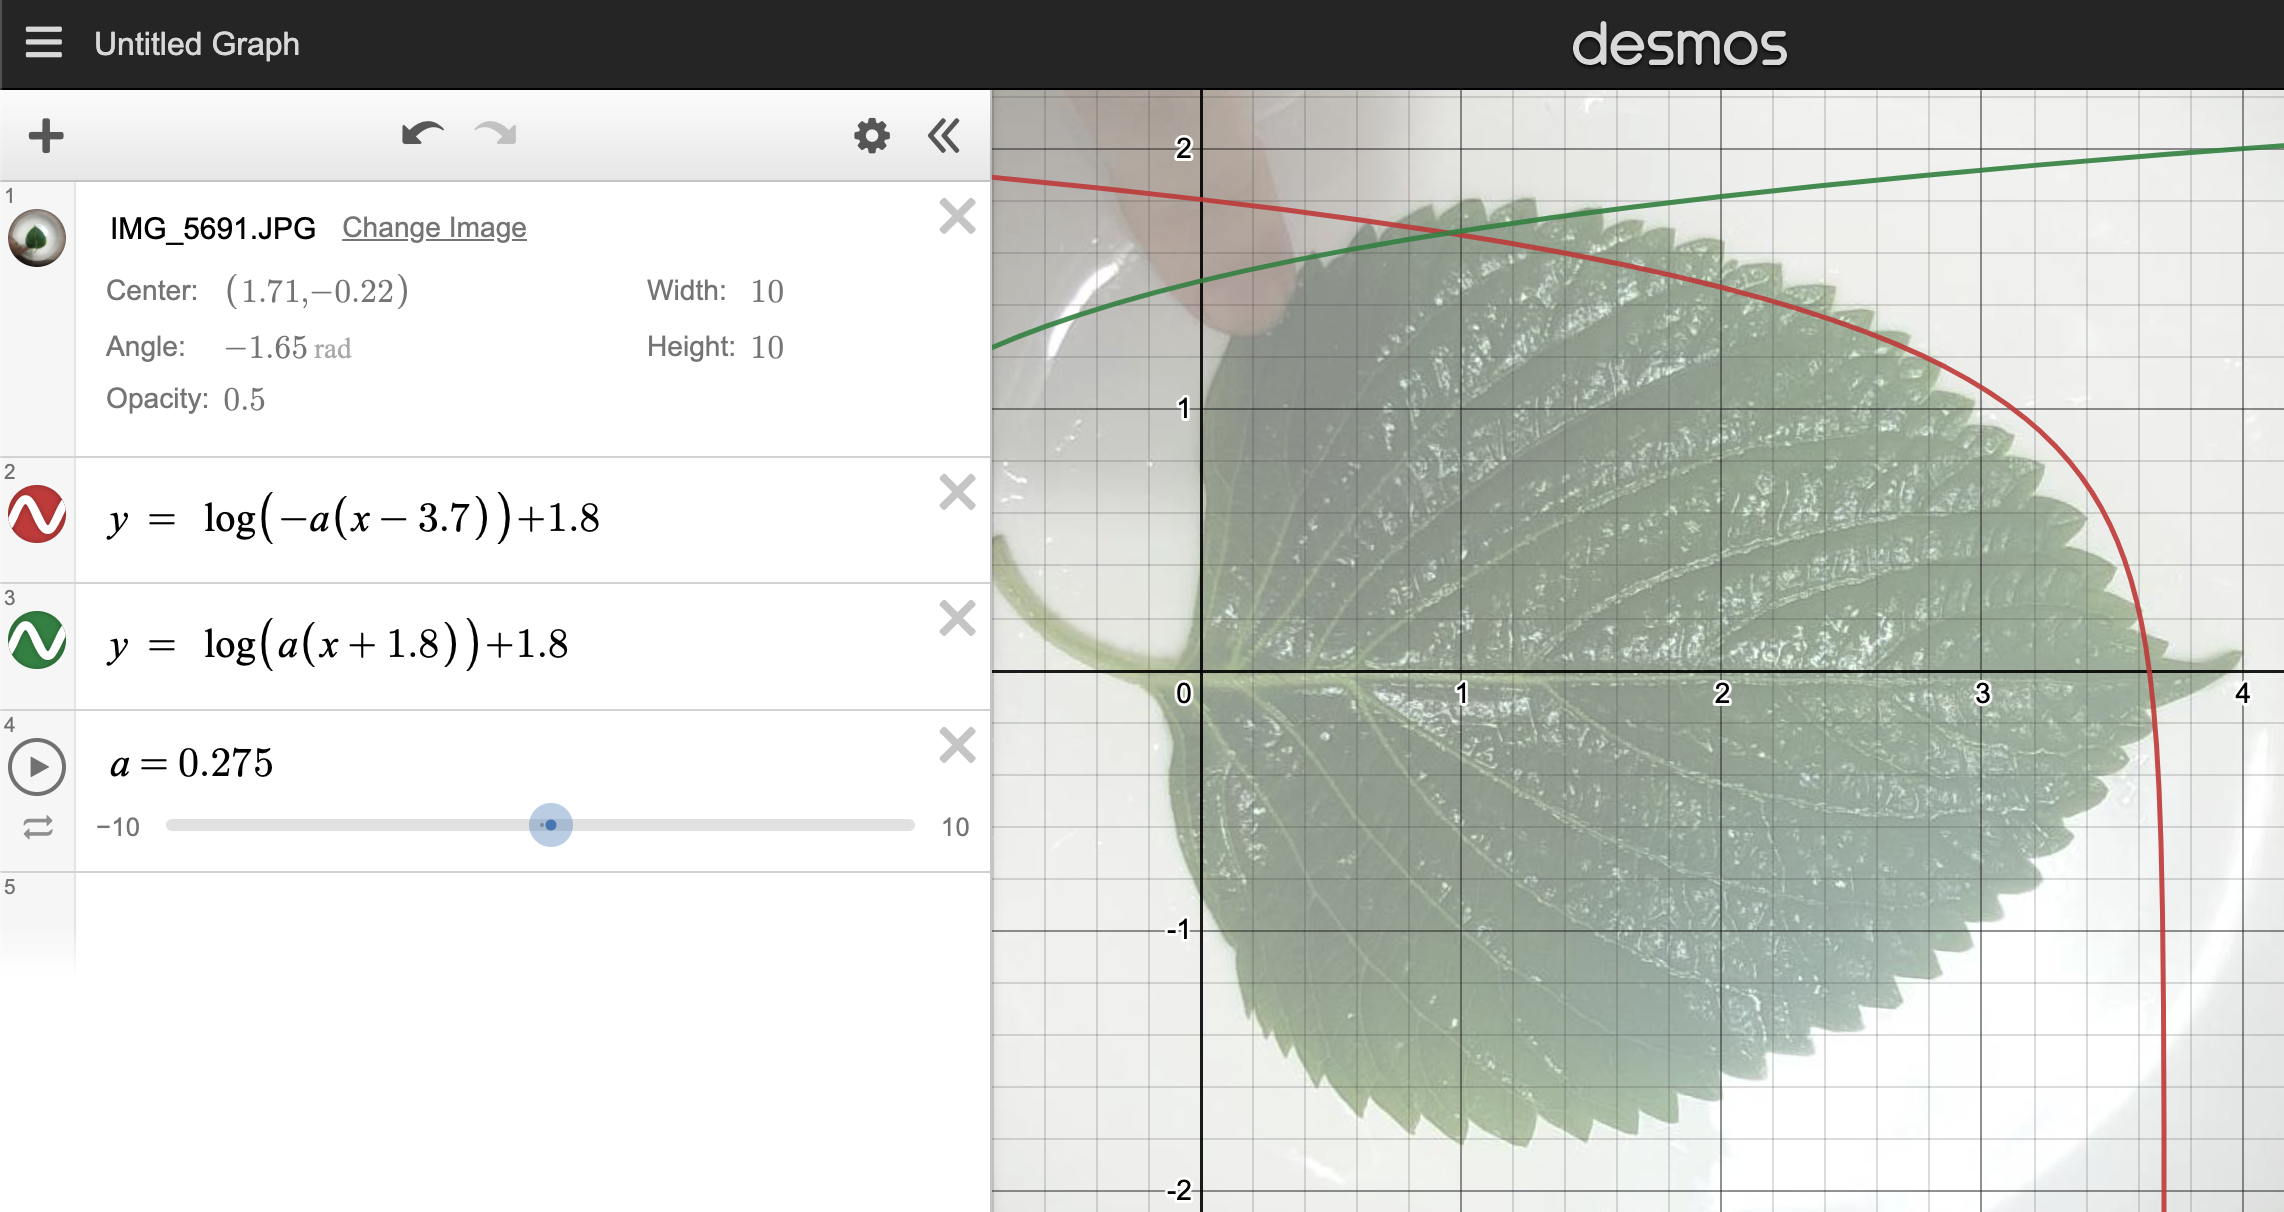 Untitled Graph
desmos
1
IMG_5691.JPG Change Image
Center: (1.71,−0.22) Width: 10
Angle: −1.65 rad Height: 10
Opacity: 0.5
2
y = log(−a(x − 3.7))+1.8
3
y = log(a(x + 1.8))+1.8
4
a = 0.275
−10 10
5
2
1
0 1 2 3 4
-1
-2